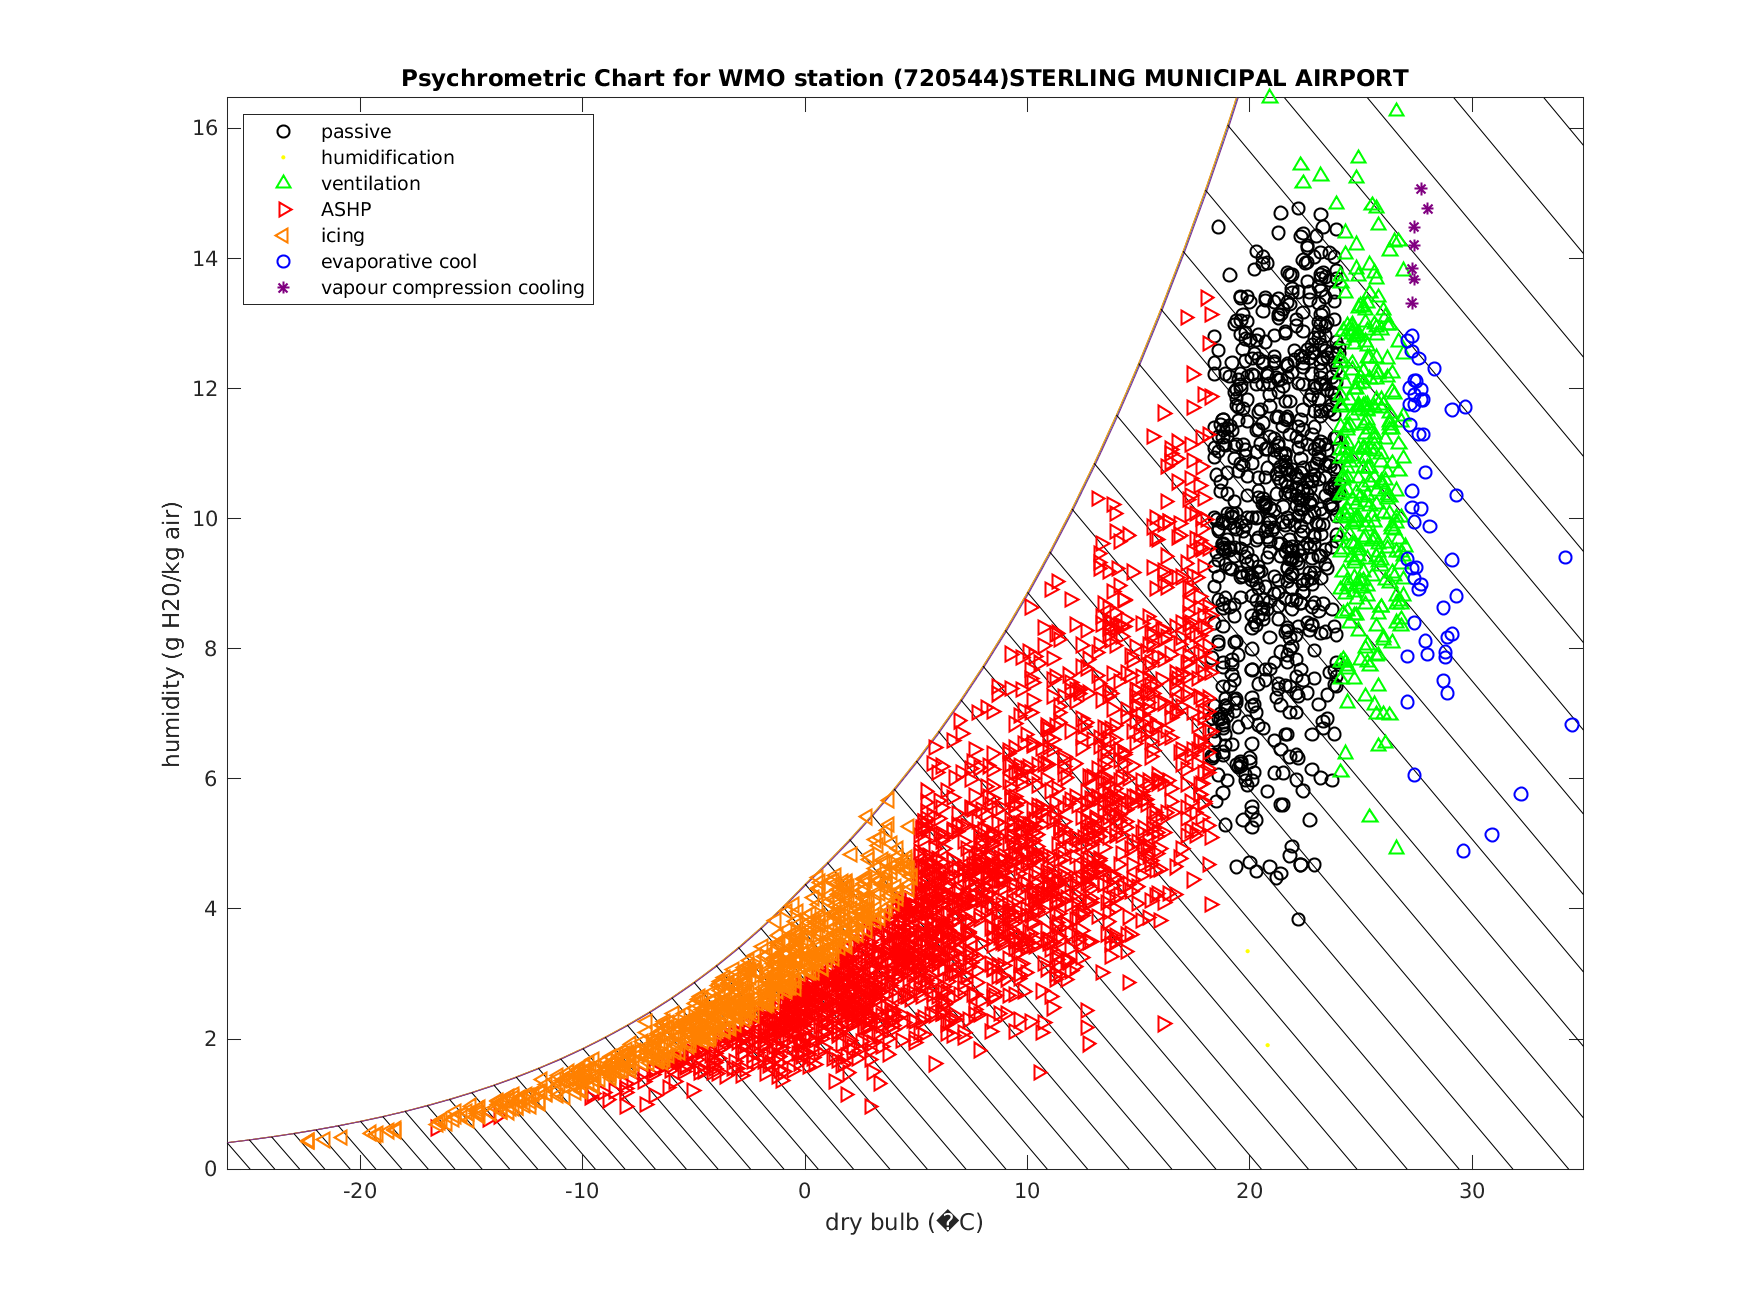 Psychrometric Chart for WMO station (720544)STERLING MUNICIPAL AIRPORT
passive
humidification
ventilation
ASHP
icing
evaporative cool
vapour compression cooling
humidity (g H20/kg air)
16
14
12
10
8
6
4
2
0
-20
-10
0
10
20
30
dry bulb (�C)